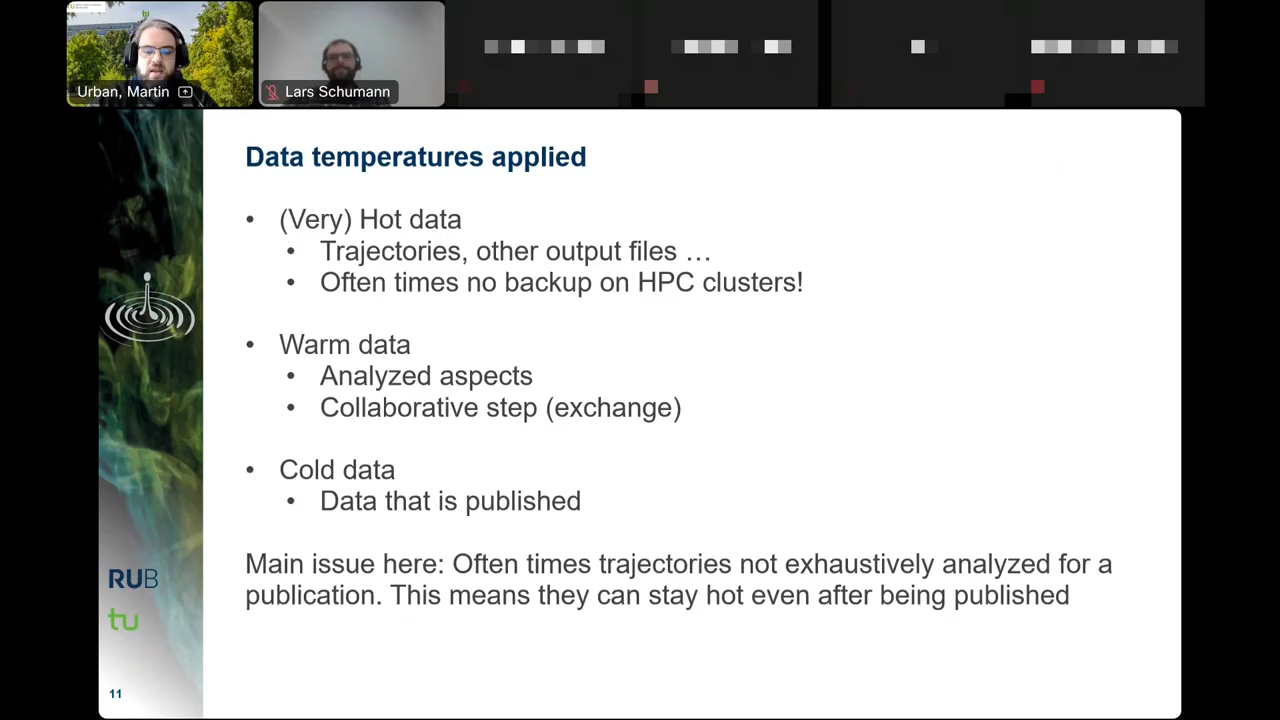 tu
Urban, Martin
Lars Schumann
Data temperatures applied
• (Very) Hot data
• Trajectories, other output files …
• Often times no backup on HPC clusters!
• Warm data
• Analyzed aspects
• Collaborative step (exchange)
• Cold data
• Data that is published
Main issue here: Often times trajectories not exhaustively analyzed for a
publication. This means they can stay hot even after being published
RUB
tu
11